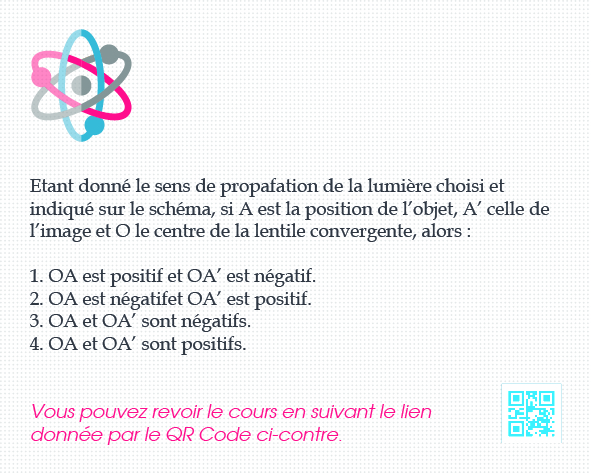 Etant donné le sens de propafation de la lumière choisi et
indiqué sur le schéma, si A est la position de l’objet, A’ celle de
l’image et O le centre de la lentile convergente, alors :
1. OA est positif et OA’ est négatif.
2. OA est négatifet OA’ est positif.
3. OA et OA’ sont négatifs.
4. OA et OA’ sont positifs.
Vous pouvez revoir le cours en suivant le lien
donnée par le QR Code ci-contre.